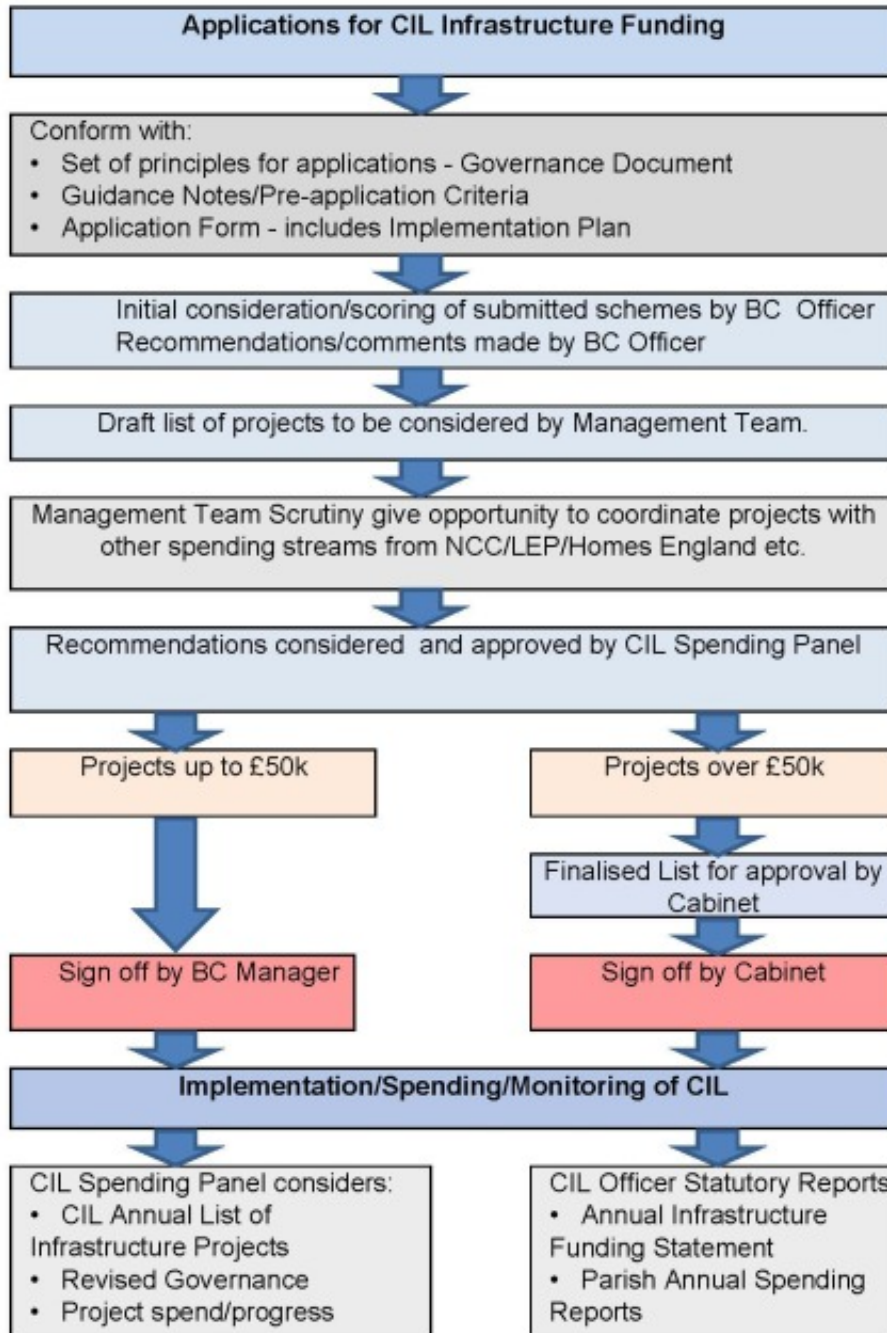 Applications for CIL Infrastructure Funding
Conform with:
• Set of principles for applications - Governance Document
• Guidance Notes/Pre-application Criteria
• Application Form - includes Implementation Plan
Initial consideration/scoring of submitted schemes by BC Officer
Recommendations/comments made by BC Officer
Draft list of projects to be considered by Management Team.
Management Team Scrutiny give opportunity to coordinate projects with
other spending streams from NCC/LEP/Homes England etc.
Recommendations considered and approved by CIL Spending Panel
Projects up to £50k
Projects over £50k
Finalised List for approval by
Cabinet
Sign off by BC Manager
Sign off by Cabinet
Implementation/Spending/Monitoring of CIL
CIL Spending Panel considers:
• CIL Annual List of
Infrastructure Projects
• Revised Governance
• Project spend/progress
CIL Officer Statutory Reports
• Annual Infrastructure
Funding Statement
• Parish Annual Spending
Reports